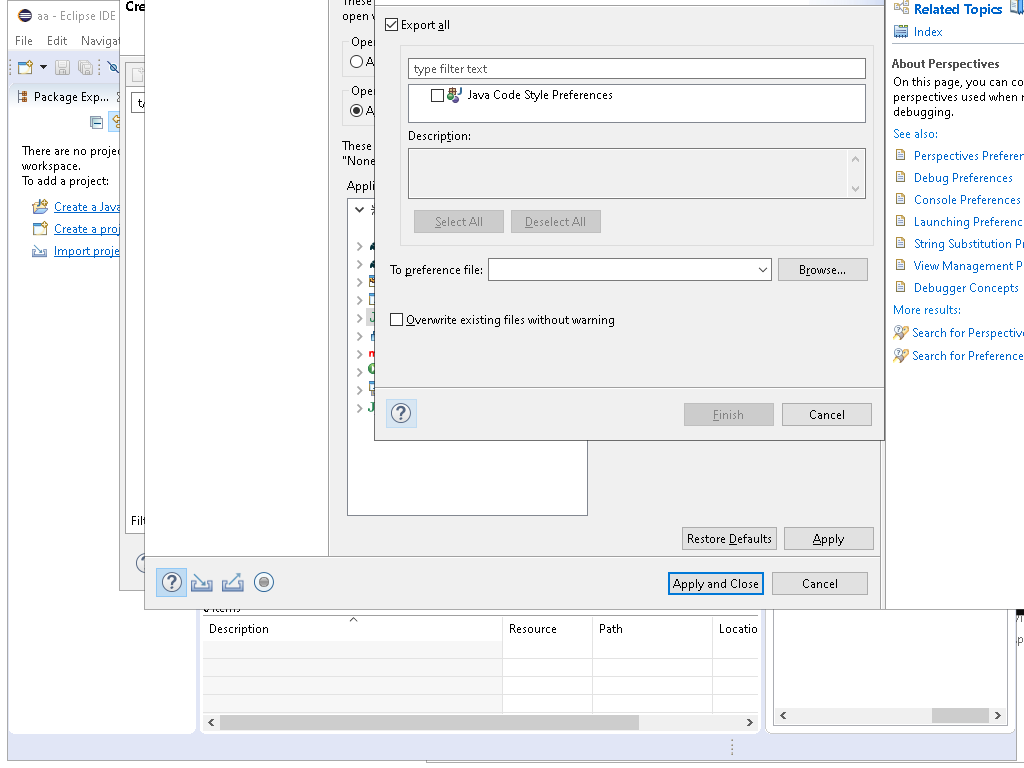 aa - Eclipse IDE
Cre
File Edit Navigat
Package Exp...
There are no proje
workspace.
To add a project:
Create a Java
Create a proj
Import proje
Filt
These
open
Open
A
Open
A
These
"None
Appli
Export all
type filter text
Java Code Style Preferences
Description:
Select All Deselect All
To preference file:
Browse...
Overwrite existing files without warning
Finish Cancel
Restore Defaults Apply
Apply and Close Cancel
Related Topics
Index
About Perspectives
On this page, you can co
perspectives used when
debugging.
See also:
Perspectives Preferen
Debug Preferences
Console Preferences
Launching Preferenc
String Substitution Pr
View Management P
Debugger Concepts
More results:
Search for Perspective
Search for Preference
items
Description Resource Path Locatio